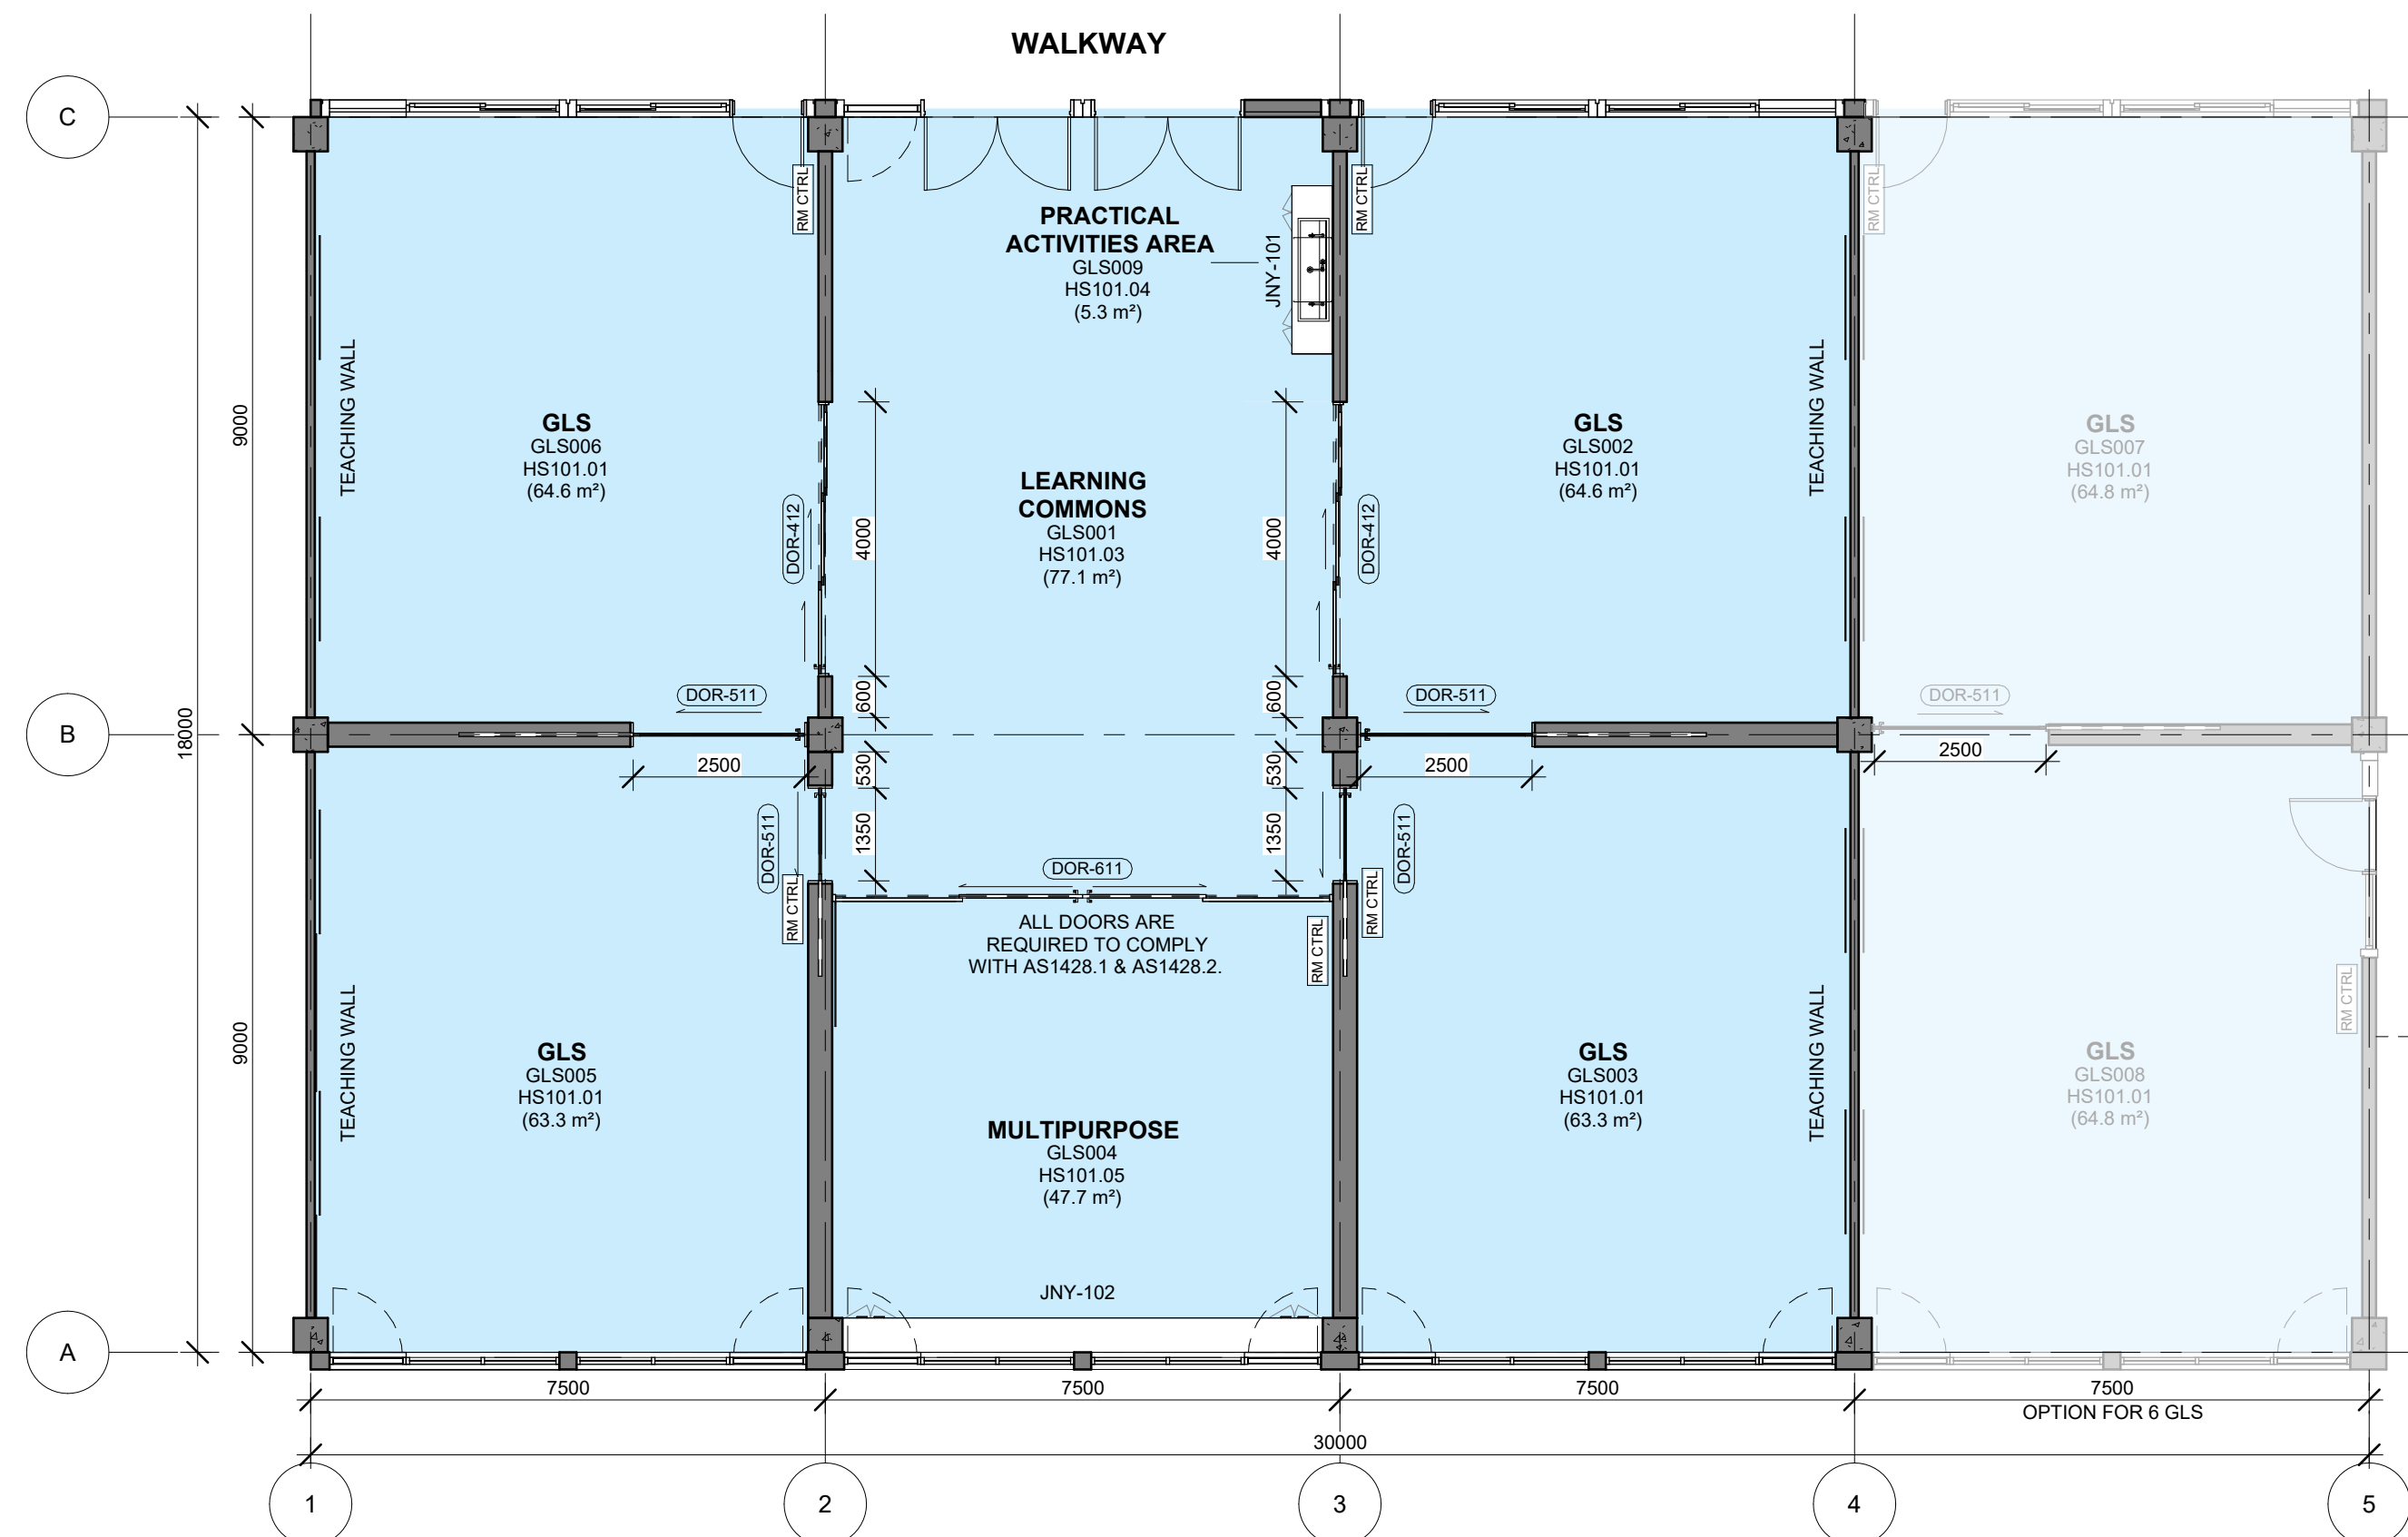 WALKWAY
C
RM CTRL
PRACTICAL
ACTIVITIES AREA
GLS009
HS101.04
(5.3 m²)
JNY-101
RM CTRL
RM CTRL
TEACHING WALL
GLS
GLS006
HS101.01
(64.6 m²)
LEARNING
COMMONS
GLS001
HS101.03
(77.1 m²)
GLS
GLS002
HS101.01
(64.6 m²)
TEACHING WALL
GLS
GLS007
HS101.01
(64.8 m²)
9000
DOR-412
4000
4000
DOR-412
600
600
DOR-511
DOR-511
DOR-511
B
18000
2500
530
530
2500
2500
DOR-511
1350
1350
DOR-511
DOR-611
RM CTRL
RM CTRL
RM CTRL
RM CTRL
ALL DOORS ARE
REQUIRED TO COMPLY
WITH AS1428.1 & AS1428.2.
9000
TEACHING WALL
GLS
GLS005
HS101.01
(63.3 m²)
MULTIPURPOSE
GLS004
HS101.05
(47.7 m²)
GLS
GLS003
HS101.01
(63.3 m²)
TEACHING WALL
GLS
GLS008
HS101.01
(64.8 m²)
JNY-102
A
7500
7500
7500
7500
OPTION FOR 6 GLS
30000
1
2
3
4
5